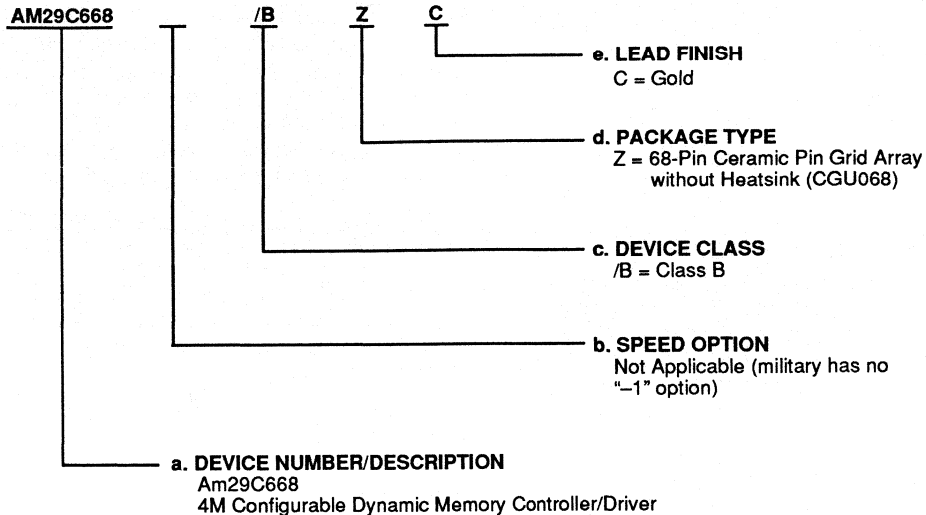 AM29C668 /B Z C
e. LEAD FINISH
C = Gold
d. PACKAGE TYPE
Z = 68-Pin Ceramic Pin Grid Array
without Heatsink (CGU068)
c. DEVICE CLASS
/B = Class B
b. SPEED OPTION
Not Applicable (military has no
“–1” option)
a. DEVICE NUMBER/DESCRIPTION
Am29C668
4M Configurable Dynamic Memory Controller/Driver